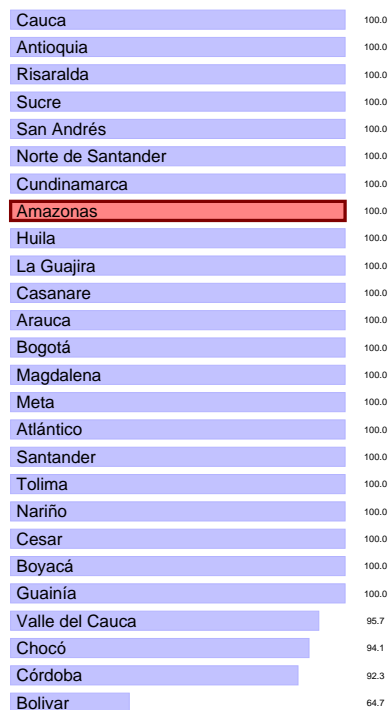 Cauca 100.0
Antioquia 100.0
Risaralda 100.0
Sucre 100.0
San Andrés 100.0
Norte de Santander 100.0
Cundinamarca 100.0
Amazonas 100.0
Huila 100.0
La Guajira 100.0
Casanare 100.0
Arauca 100.0
Bogotá 100.0
Magdalena 100.0
Meta 100.0
Atlántico 100.0
Santander 100.0
Tolima 100.0
Nariño 100.0
Cesar 100.0
Boyacá 100.0
Guainía 100.0
Valle del Cauca 95.7
Chocó 94.1
Córdoba 92.3
Bolivar 64.7